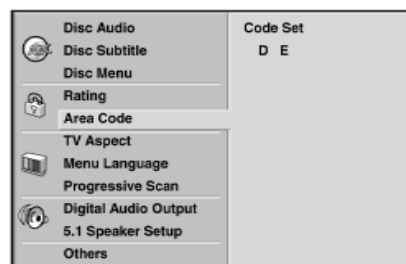 Disc Audio
Disc Subtitle
Disc Menu
Rating
Area Code
TV Aspect
Menu Language
Progressive Scan
Digital Audio Output
5.1 Speaker Setup
Others
Code Set
D E